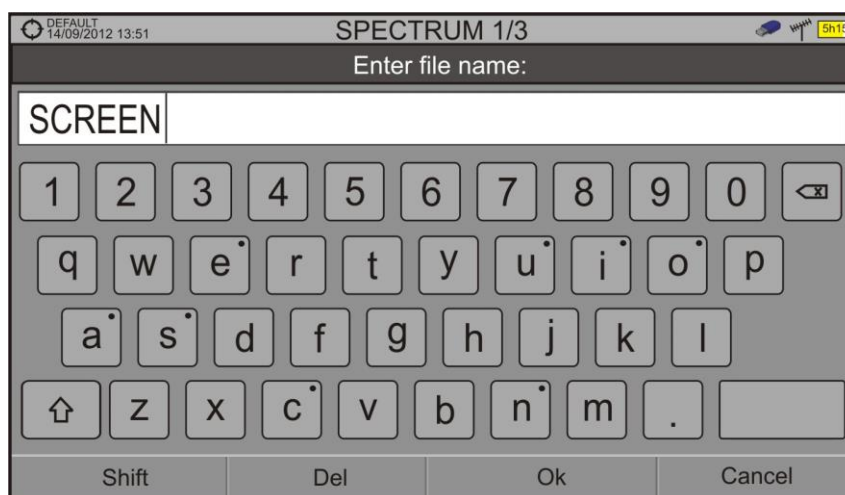 DEFAULT
14/09/2012 13:51
SPECTRUM 1/3
5h15
Enter file name:
SCREEN
1 2 3 4 5 6 7 8 9 0
q w e r t y u i o p
a s d f g h j k l
z x c v b n m .
Shift Del Ok Cancel